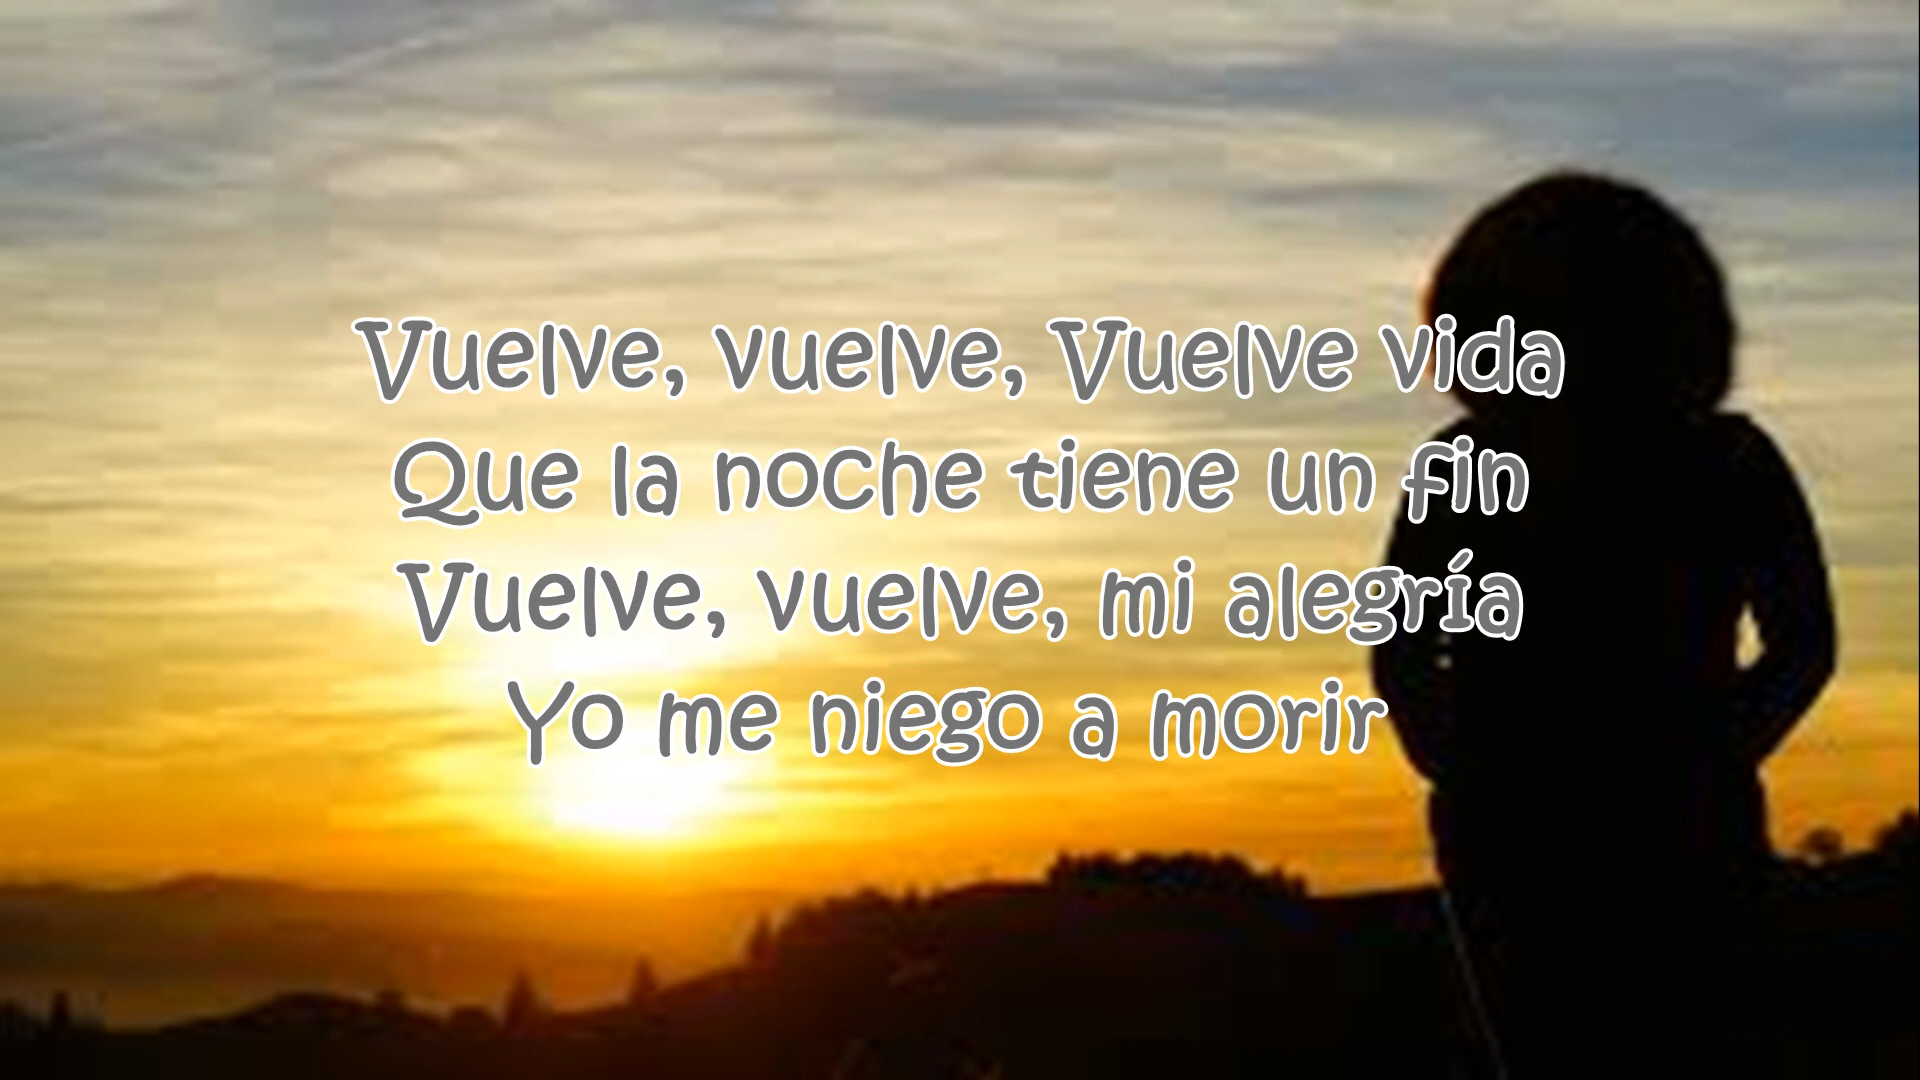 Vuelve, vuelve, Vuelve vida
Que la noche tiene un fin
Vuelve, vuelve, mi alegría
Yo me niego a morir